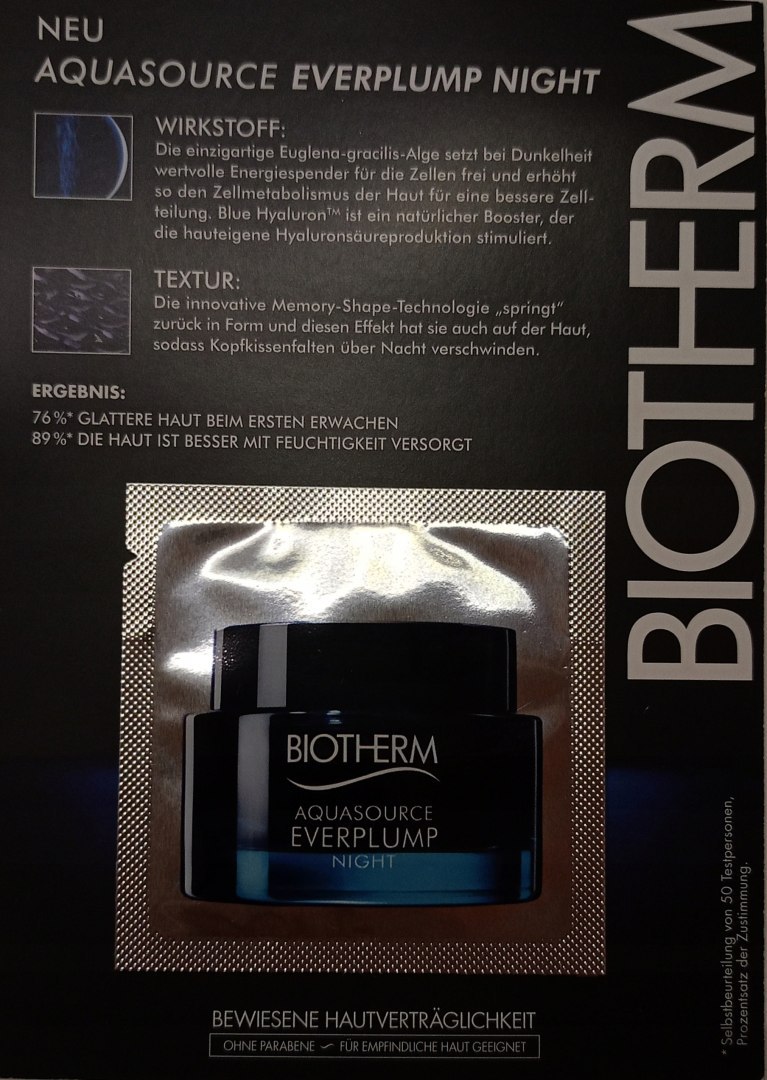 NEU
AQUASOURCE EVERPLUMP NIGHT
WIRKSTOFF:
Die einzigartige Euglena-gracilis-Alge setzt bei Dunkelheit
wertvolle Energiespender für die Zellen frei und erhöht
so den Zellmetabolismus der Haut für eine bessere Zell-
teilung. Blue Hyaluron™ ist ein natürlicher Booster, der
die hauteigene Hyaluronsäureproduktion stimuliert.
TEXTUR:
Die innovative Memory-Shape-Technologie „springt“
zurück in Form und diesen Effekt hat sie auch auf der Haut,
sodass Kopfkissenfalten über Nacht verschwinden.
ERGEBNIS:
76%* GLATTERE HAUT BEIM ERSTEN ERWACHEN
89%* DIE HAUT IST BESSER MIT FEUCHTIGKEIT VERSORGT
BIOTHERM
BIOTHERM
AQUASOURCE
EVERPLUMP
NIGHT
BEWIESENE HAUTVERTRÄGLICHKEIT
OHNE PARABENE ~ FÜR EMPFINDLICHE HAUT GEEIGNET
* Selbstbeurteilung von 50 Testpersonen,
Prozentsatz der Zustimmung.